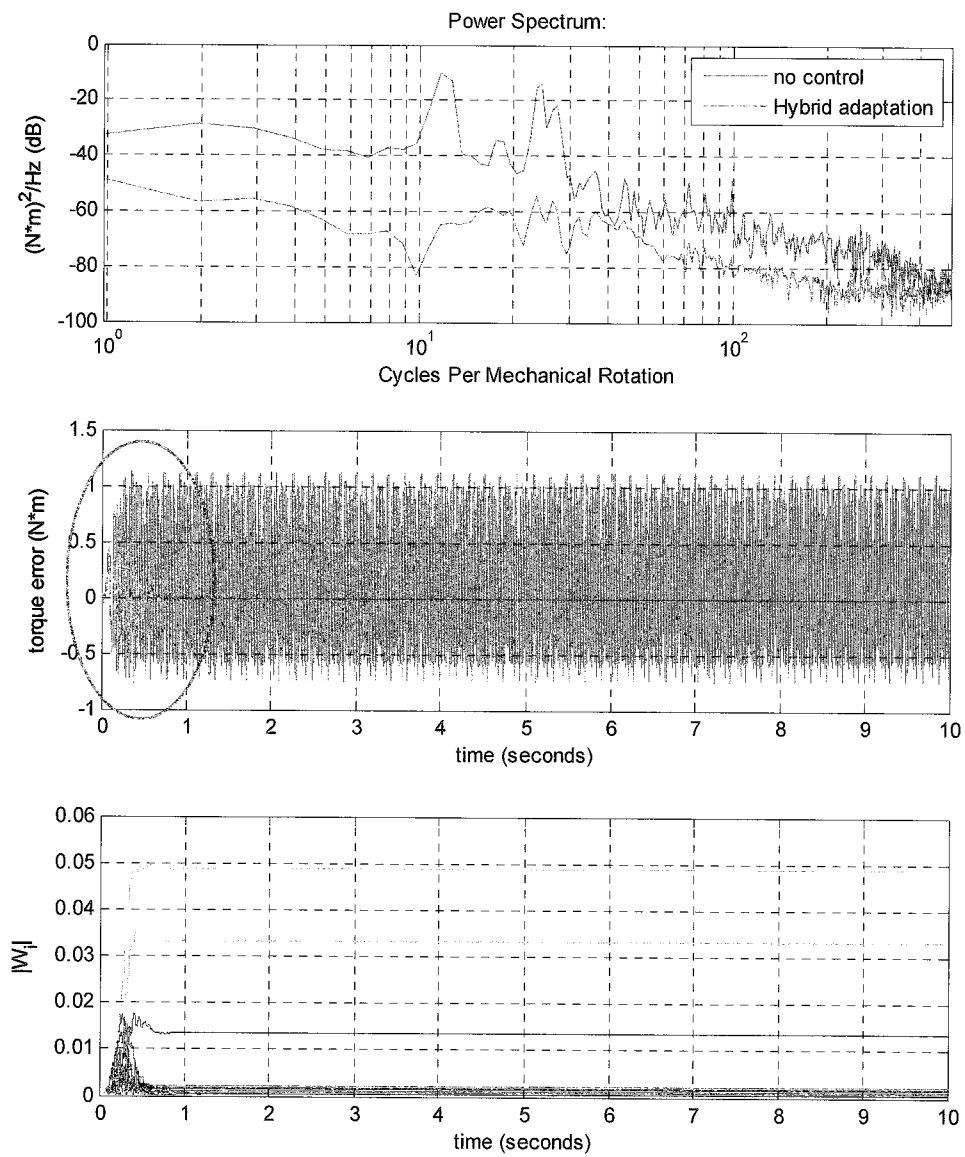 Power Spectrum:
0
-20
-40
-60
-80
-100
(N*m)²/Hz (dB)
no control
Hybrid adaptation
10⁰
10¹
10²
Cycles Per Mechanical Rotation
1.5
1
0.5
0
-0.5
-1
torque error (N*m)
0 1 2 3 4 5 6 7 8 9 10
time (seconds)
0.06
0.05
0.04
0.03
0.02
0.01
0
|Wᵢ|
0 1 2 3 4 5 6 7 8 9 10
time (seconds)